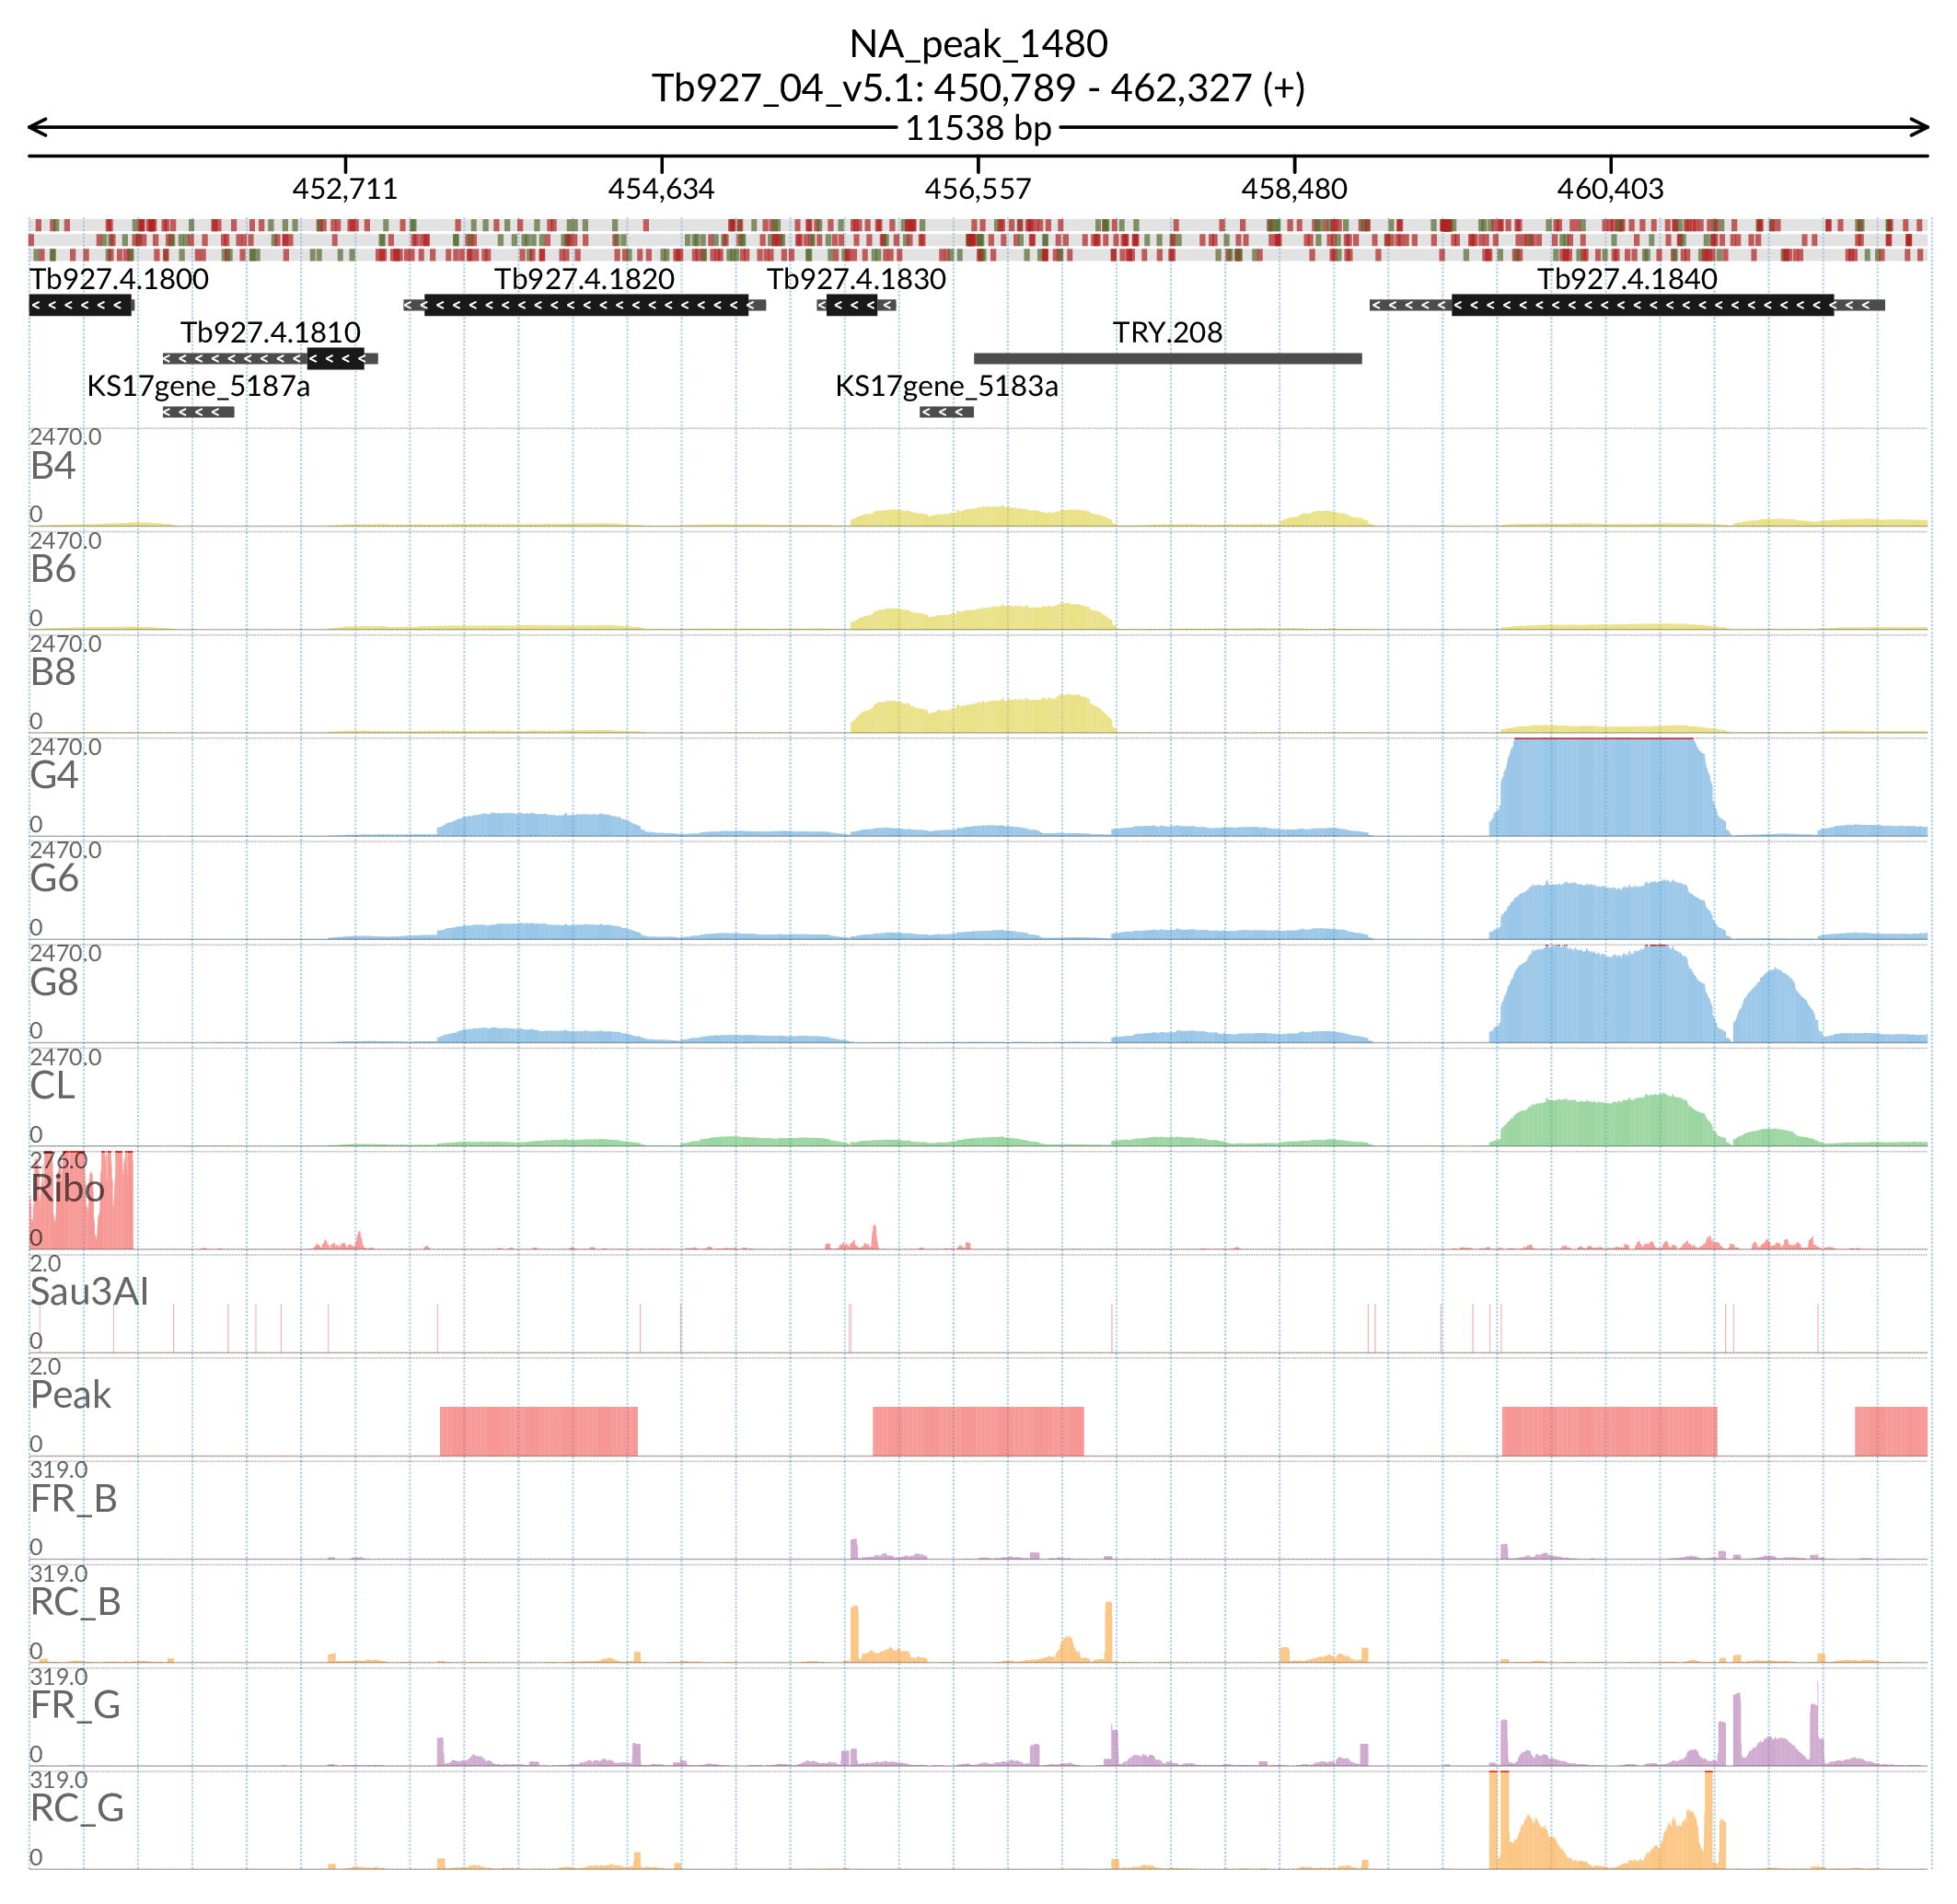 NA_peak_1480
Tb927_04_v5.1: 450,789 - 462,327 (+)
11538 bp
452,711 454,634 456,557 458,480 460,403
Tb927.4.1800 Tb927.4.1820 Tb927.4.1830 Tb927.4.1840
Tb927.4.1810 TRY.208
KS17gene_5187a KS17gene_5183a
2470.0
B4
0
2470.0
B6
0
2470.0
B8
0
2470.0
G4
0
2470.0
G6
0
2470.0
G8
0
2470.0
CL
0
276.0
Ribo
0
2.0
Sau3AI
0
2.0
Peak
0
319.0
FR_B
0
319.0
RC_B
0
319.0
FR_G
0
319.0
RC_G
0